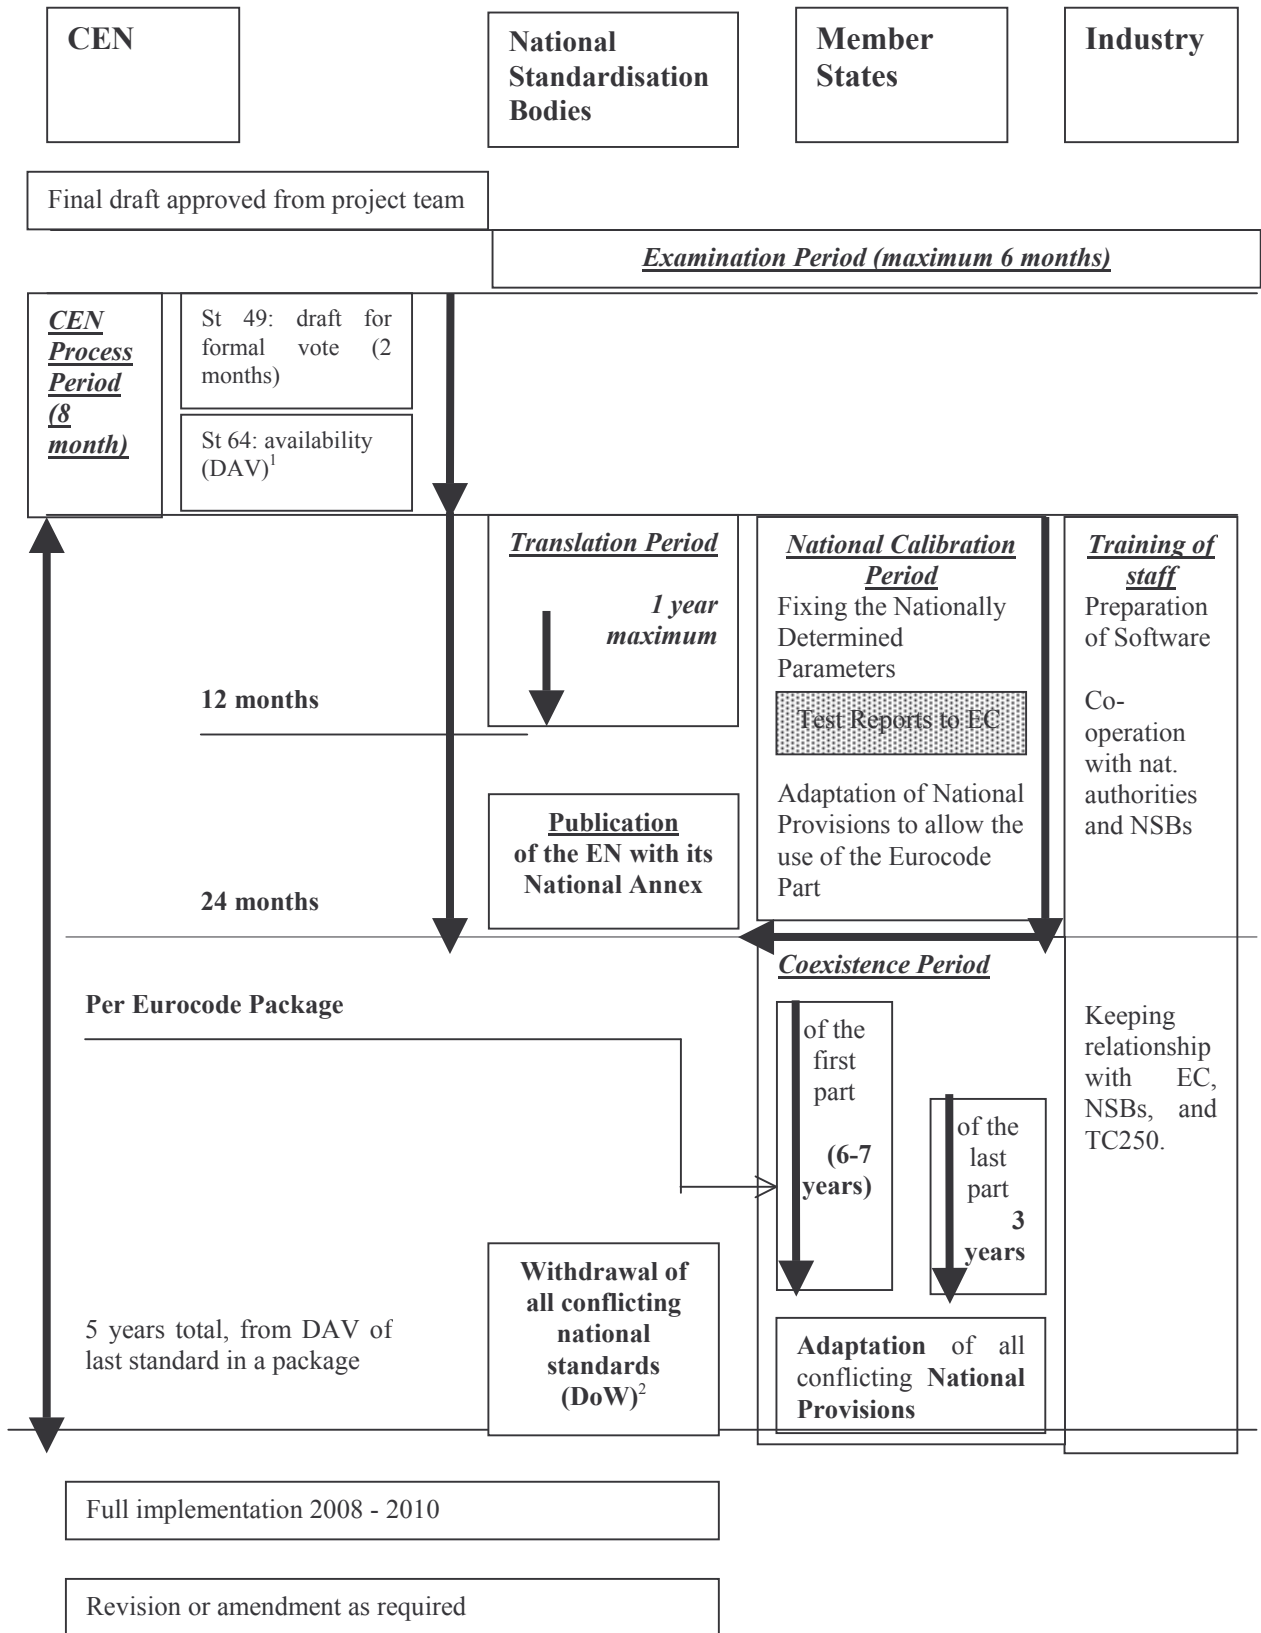 CEN
National
Standardisation
Bodies
Member
States
Industry
Final draft approved from project team
Examination Period (maximum 6 months)
CEN
Process
Period
(8
month)
St 49: draft for
formal vote (2
months)
St 64: availability
(DAV)1
Translation Period
1 year
maximum
National Calibration
Period
Fixing the Nationally
Determined
Parameters
Test Reports to EC
Adaptation of National
Provisions to allow the
use of the Eurocode
Part
Training of
staff
Preparation
of Software
Co-
operation
with nat.
authorities
and NSBs
12 months
Publication
of the EN with its
National Annex
24 months
Coexistence Period
Per Eurocode Package
of the
first
part
(6-7
years)
of the
last
part
3
years
Keeping
relationship
with EC,
NSBs, and
TC250.
Withdrawal of
all conflicting
national
standards
(DoW)2
5 years total, from DAV of
last standard in a package
Adaptation of all
conflicting National
Provisions
Full implementation 2008 - 2010
Revision or amendment as required